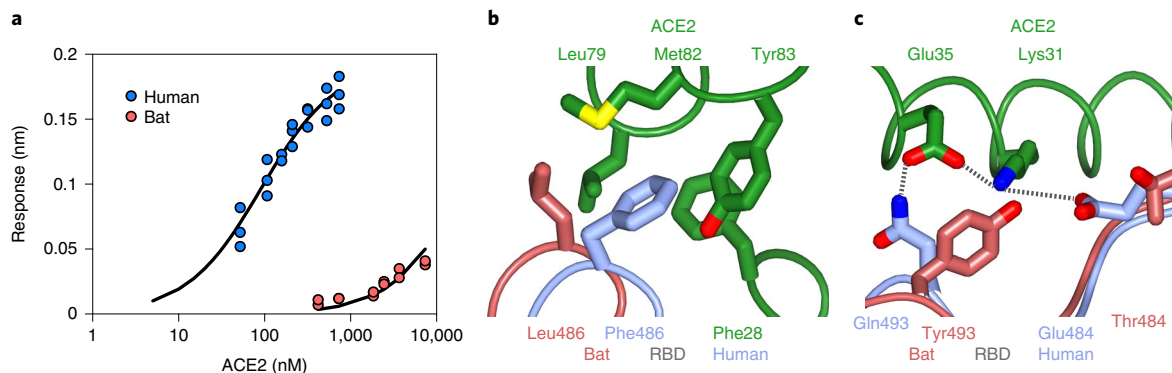 a
0.2
0.15
0.1
0.05
0
Response (nm)
Human
Bat
1
10
100
1,000
10,000
ACE2 (nM)
b
ACE2
Leu79 Met82 Tyr83
Leu486 Phe486 Phe28
Bat RBD Human
c
ACE2
Glu35 Lys31
Gln493 Tyr493 Glu484 Thr484
Bat RBD Human